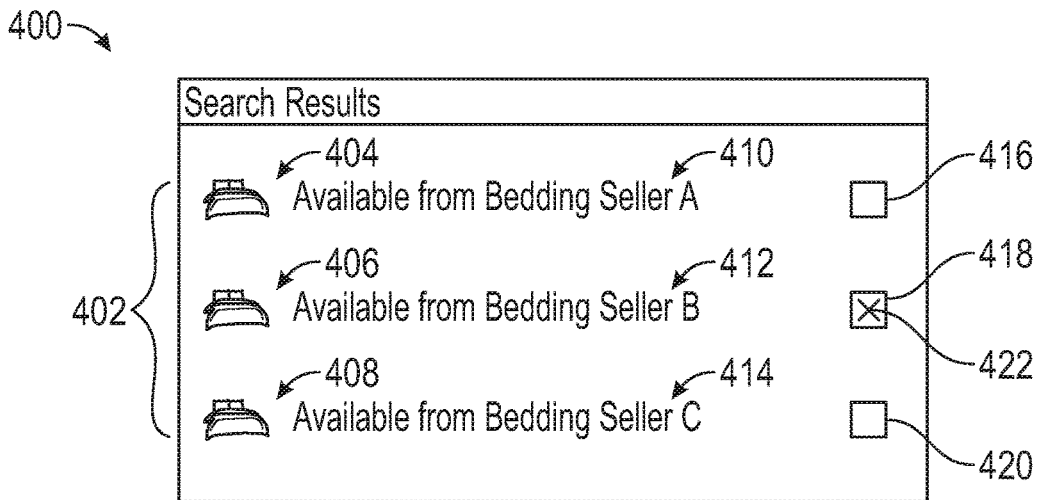 400
Search Results
404 410 416
Available from Bedding Seller A
406 412 418
Available from Bedding Seller B
402
422
408 414
Available from Bedding Seller C
420